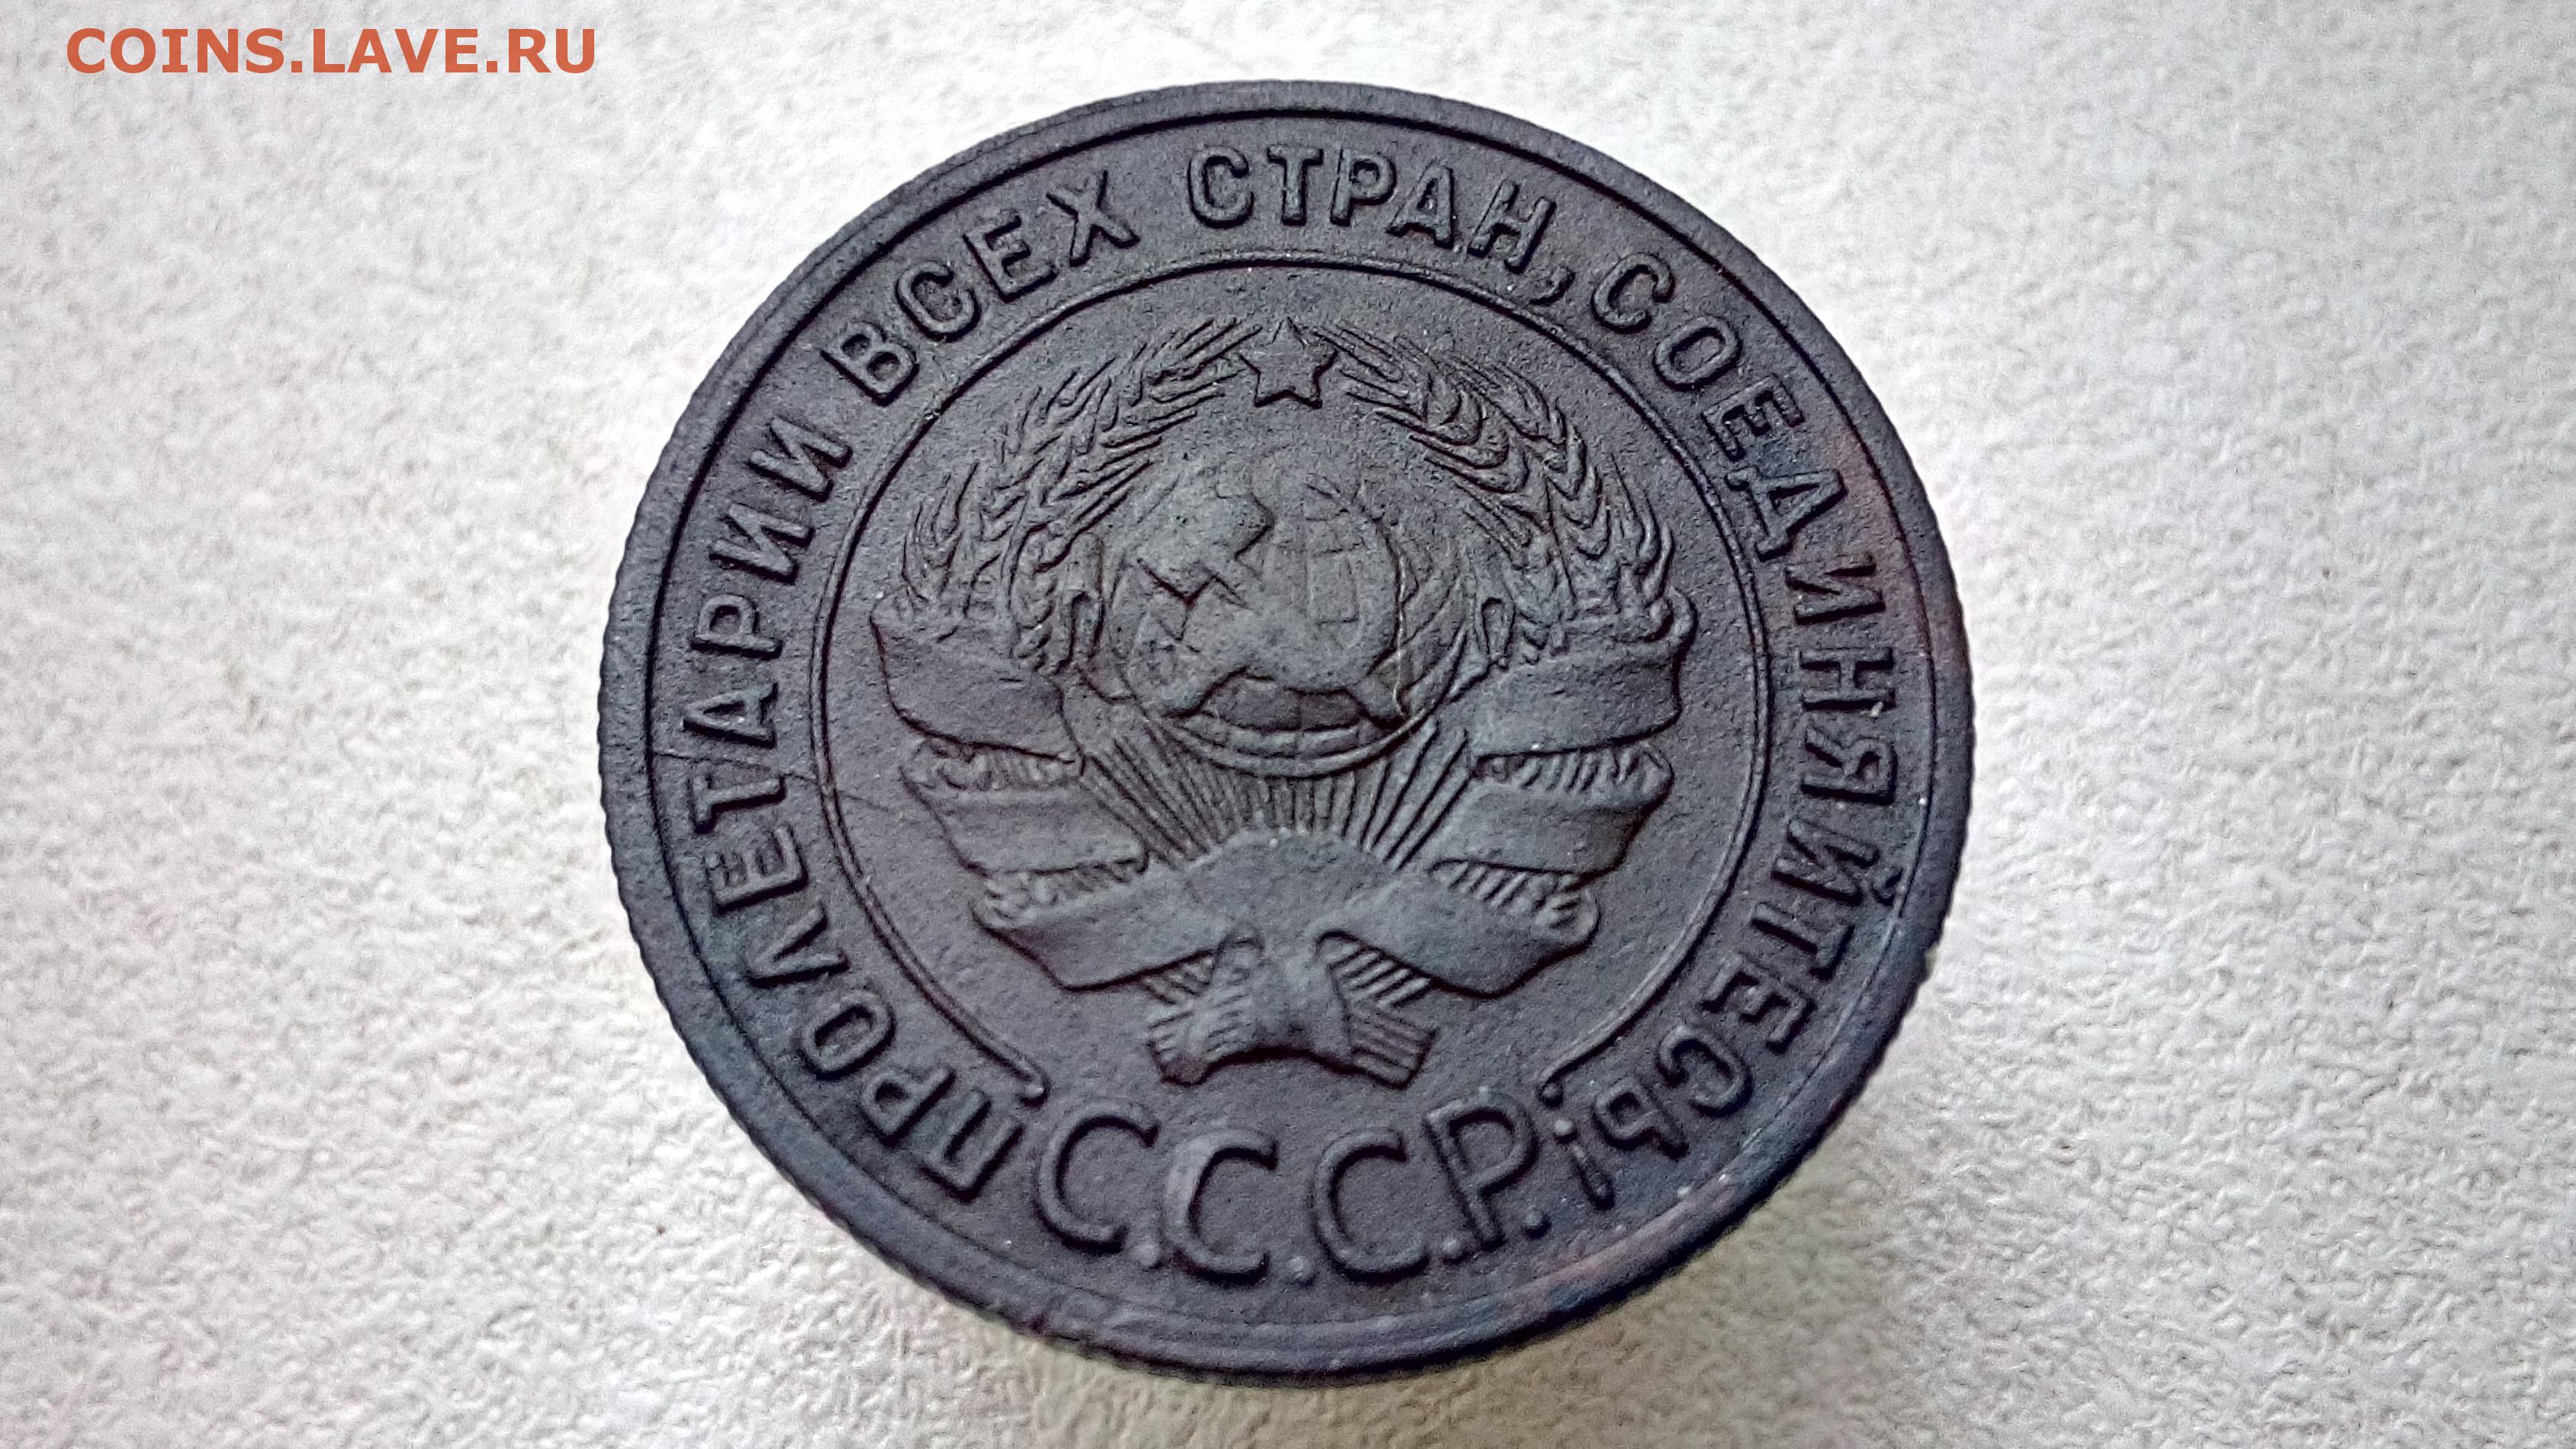 COINS.LAVE.RU
ПРОЛЕТАРИИ ВСЕХ СТРАН, СОЕДИНЯЙТЕСЬ!
С.С.С.Р.